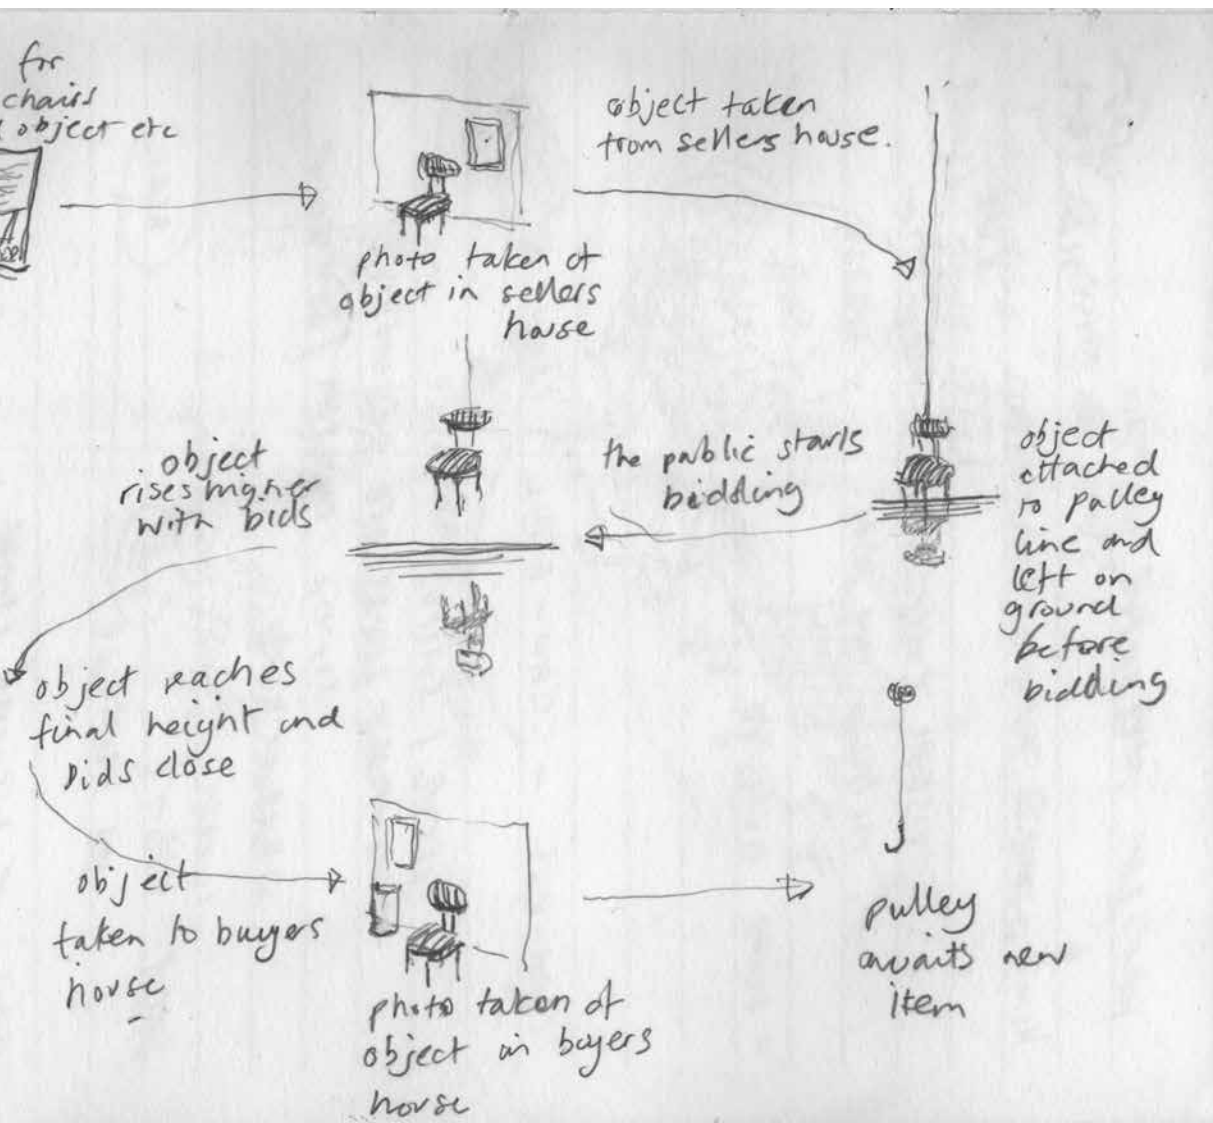 for
chairs
object etc
object taken
from sellers house.
photo taken of
object in sellers
house
object
rises higher
with bids
the public starts
bidding
object
attached
to pulley
line and
left on
ground
before
bidding
object reaches
final height and
bids close
object
taken to buyers
house
photo taken of
object in buyers
house
pulley
awaits new
item